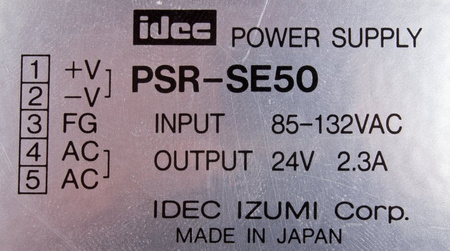 idec POWER SUPPLY
1 +V
2 -V
PSR-SE50
3 FG INPUT 85-132VAC
4 AC OUTPUT 24V 2.3A
5 AC
IDEC IZUMI Corp.
MADE IN JAPAN